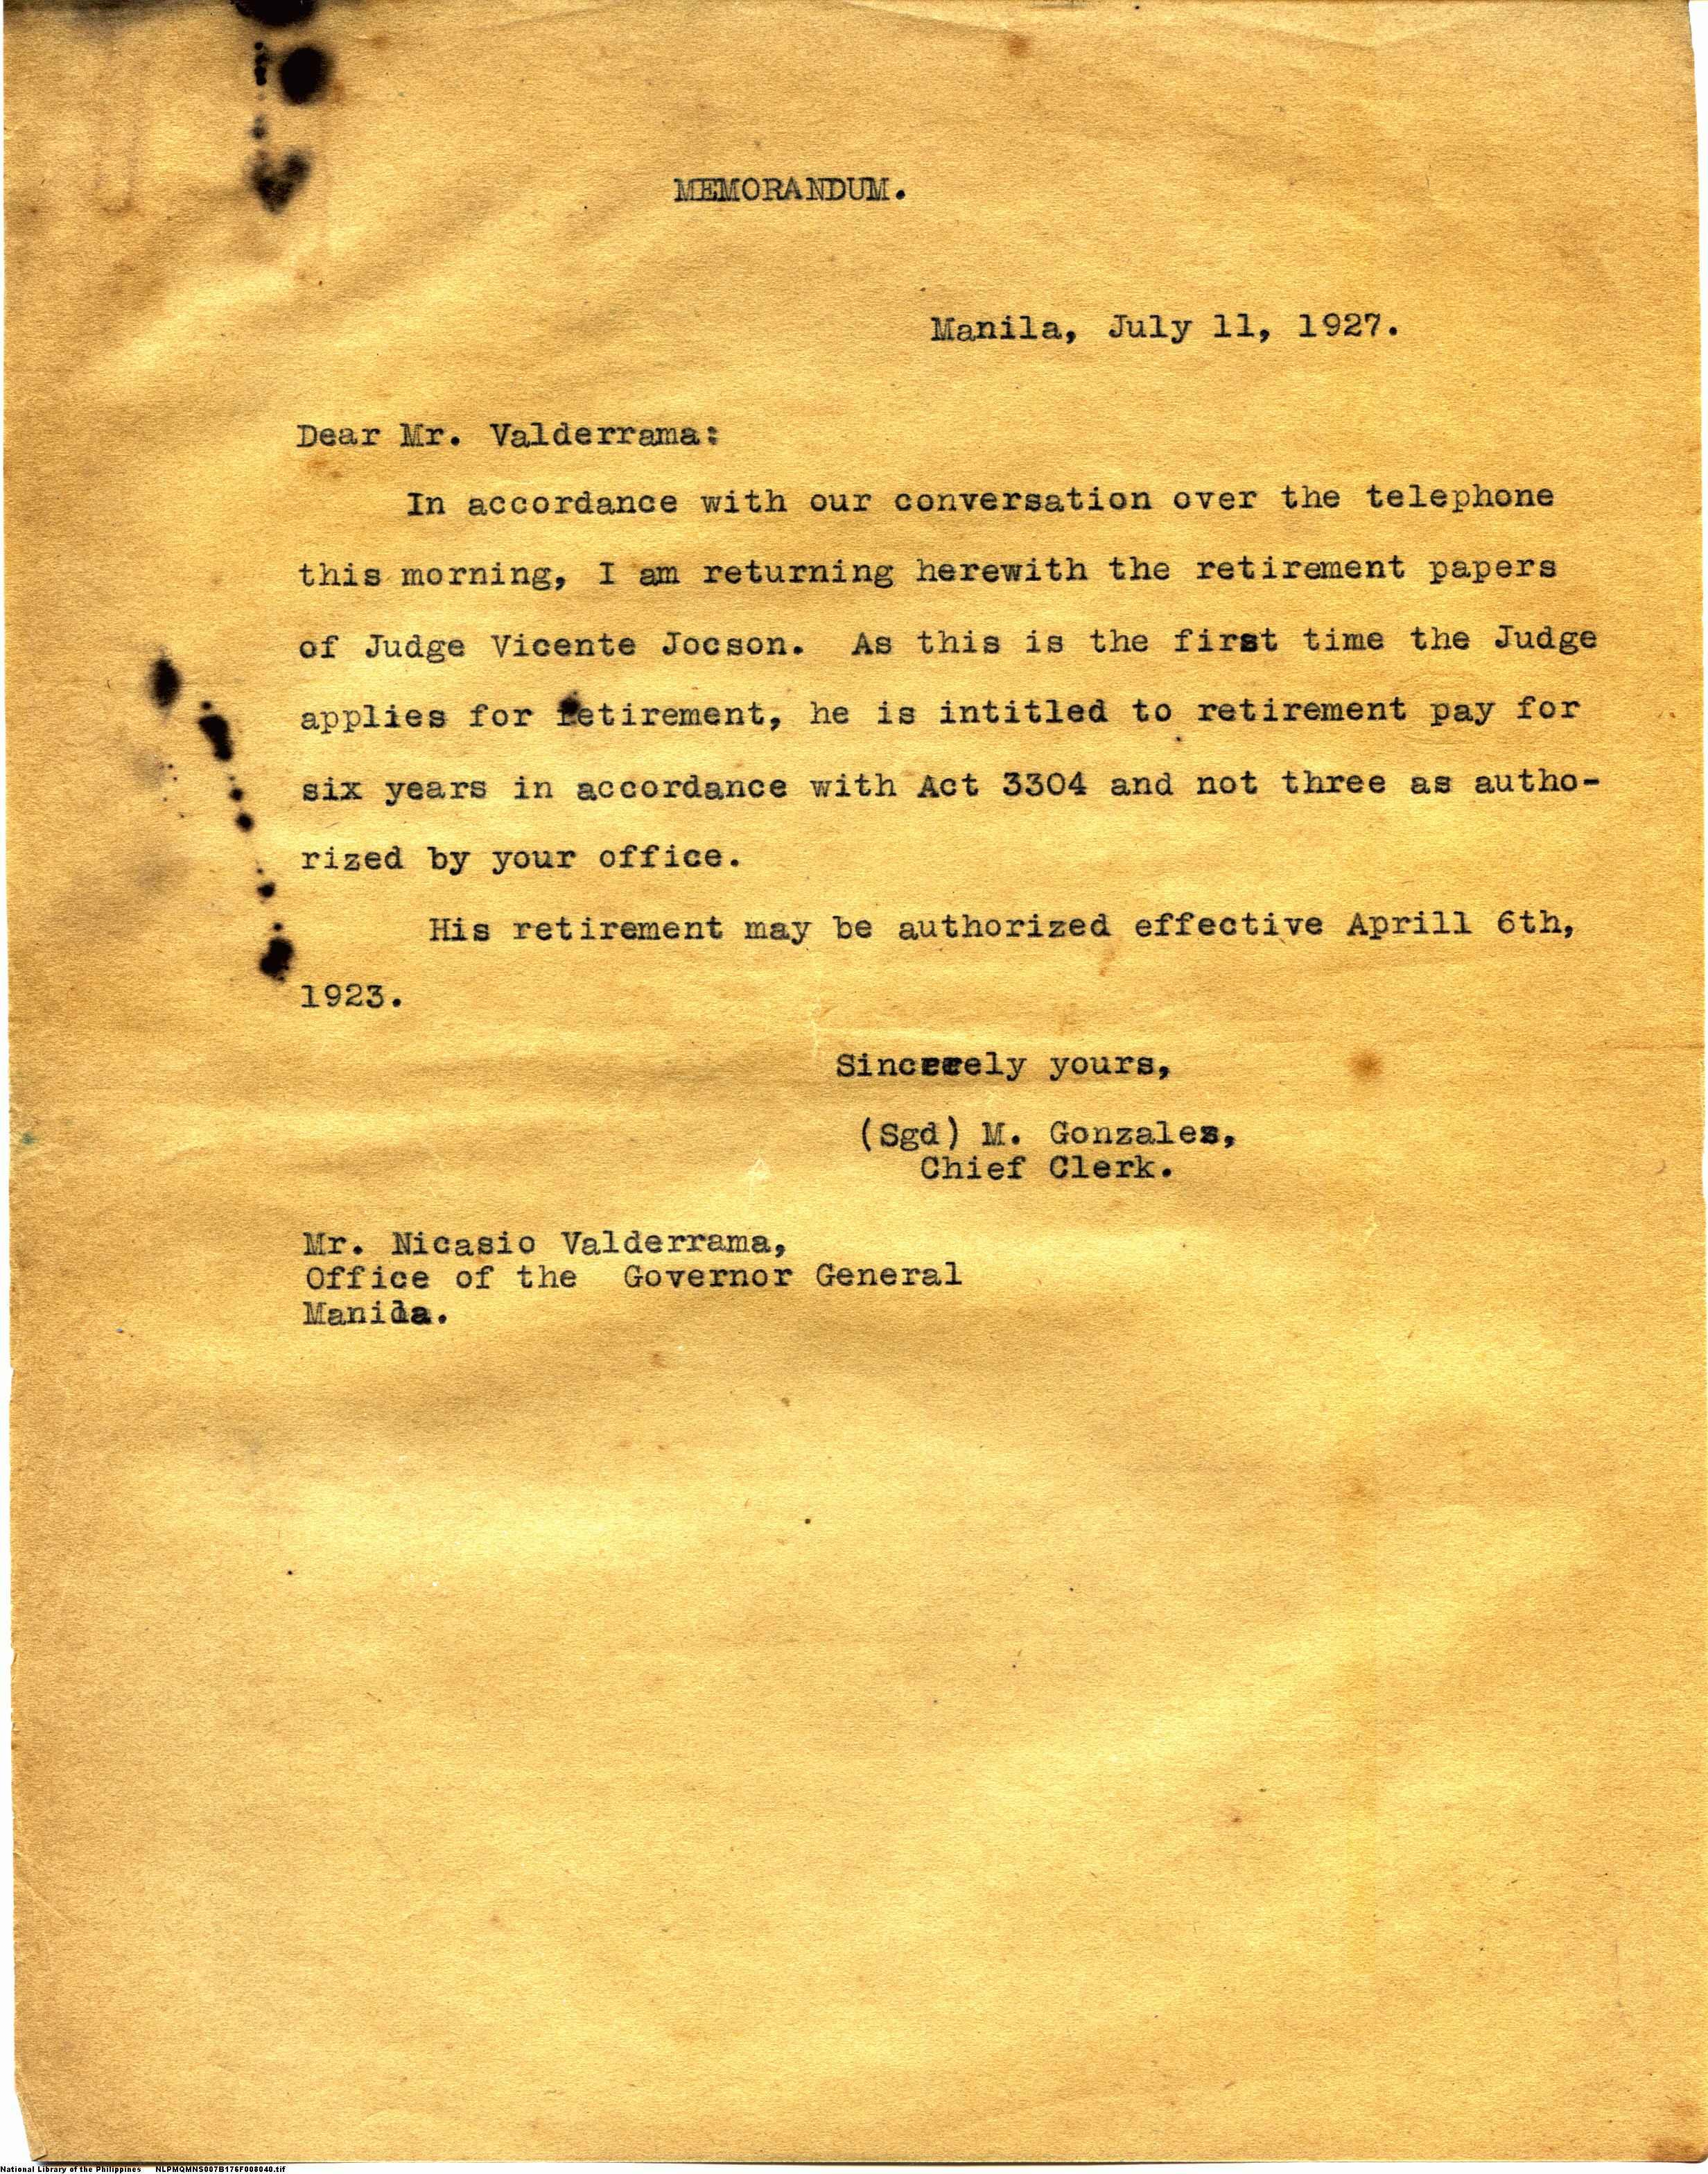 MEMORANDUM.
Manila, July 11, 1927.
Dear Mr. Valderrama:
In accordance with our conversation over the telephone
this morning, I am returning herewith the retirement papers
of Judge Vicente Jocson. As this is the first time the Judge
applies for retirement, he is intitled to retirement pay for
six years in accordance with Act 3304 and not three as autho-
rized by your office.
His retirement may be authorized effective Aprill 6th,
1923.
Sincerely yours,
(Sgd) M. Gonzales,
Chief Clerk.
Mr. Nicasio Valderrama,
Office of the Governor General
Manila.
National Library of the Philippines NLPMQMNS007B176F008040.tif